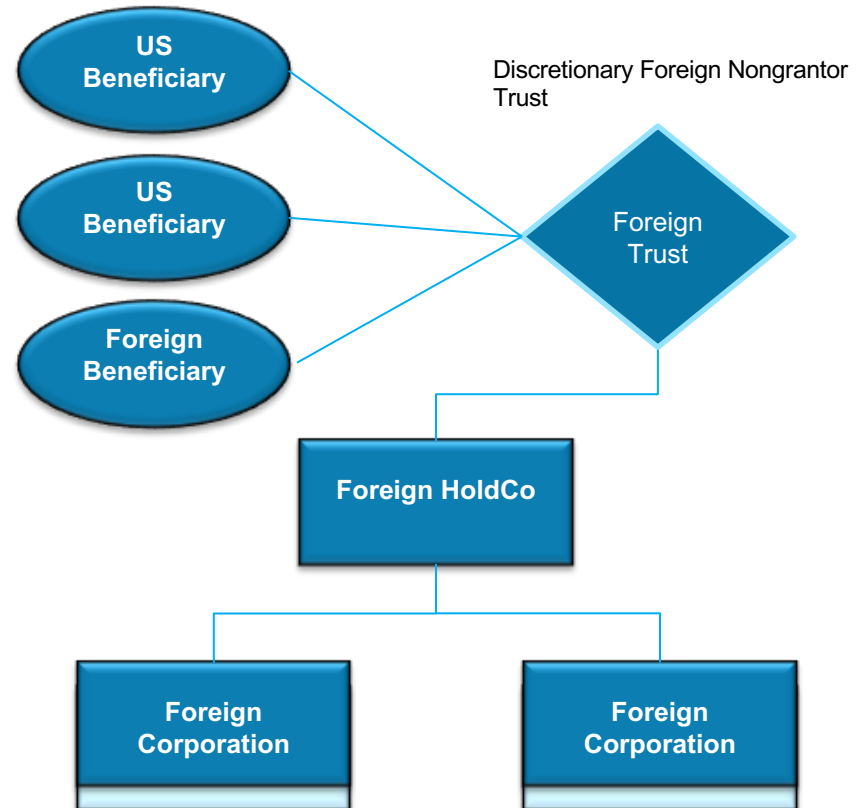 US
Beneficiary
Discretionary Foreign Nongrantor
Trust
US
Beneficiary
Foreign
Trust
Foreign
Beneficiary
Foreign HoldCo
Foreign
Corporation
Foreign
Corporation